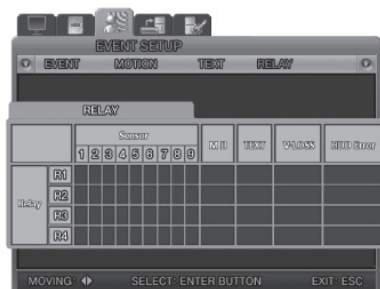 EVENT SETUP
EVENT MOTION TEXT RELAY
RELAY
Sensor M D TEXT V-LOSS HDD Error
1 2 3 4 5 6 7 8 9
Relay
R1
R2
R3
R4
MOVING: SELECT: ENTER BUTTON EXIT: ESC